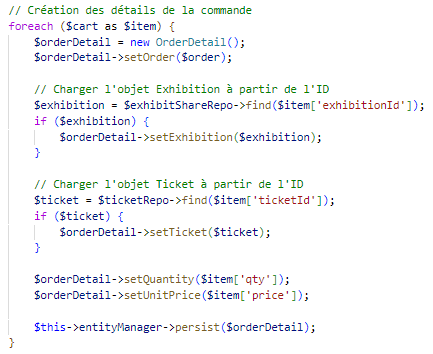 // Création des détails de la commande
foreach ($cart as $item) {
    $orderDetail = new OrderDetail();
    $orderDetail->setOrder($order);

    // Charger l'objet Exhibition à partir de l'ID
    $exhibition = $exhibitShareRepo->find($item['exhibitionId']);
    if ($exhibition) {
        $orderDetail->setExhibition($exhibition);
    }

    // Charger l'objet Ticket à partir de l'ID
    $ticket = $ticketRepo->find($item['ticketId']);
    if ($ticket) {
        $orderDetail->setTicket($ticket);
    }

    $orderDetail->setQuantity($item['qty']);
    $orderDetail->setUnitPrice($item['price']);

    $this->entityManager->persist($orderDetail);
}